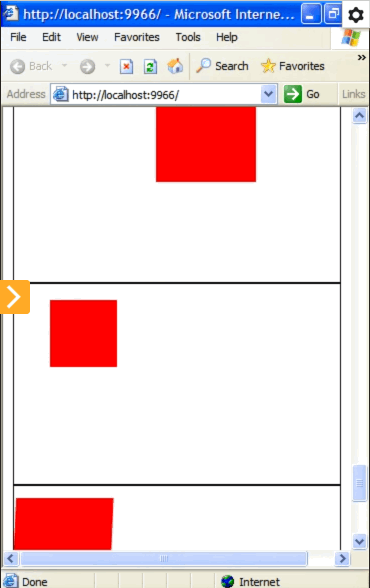 http://localhost:9966/ - Microsoft Interne...
File Edit View Favorites Tools Help
Back Search Favorites »
Address http://localhost:9966/ Go Links
Done Internet